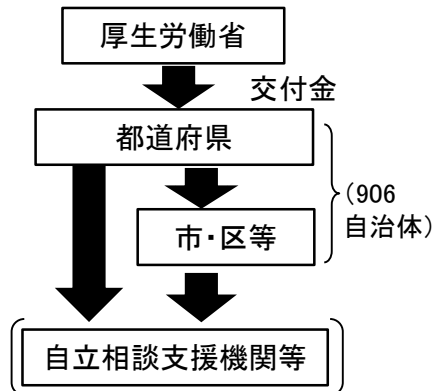 厚生労働省
交付金
都道府県
(906
自治体)
市・区等
自立相談支援機関等